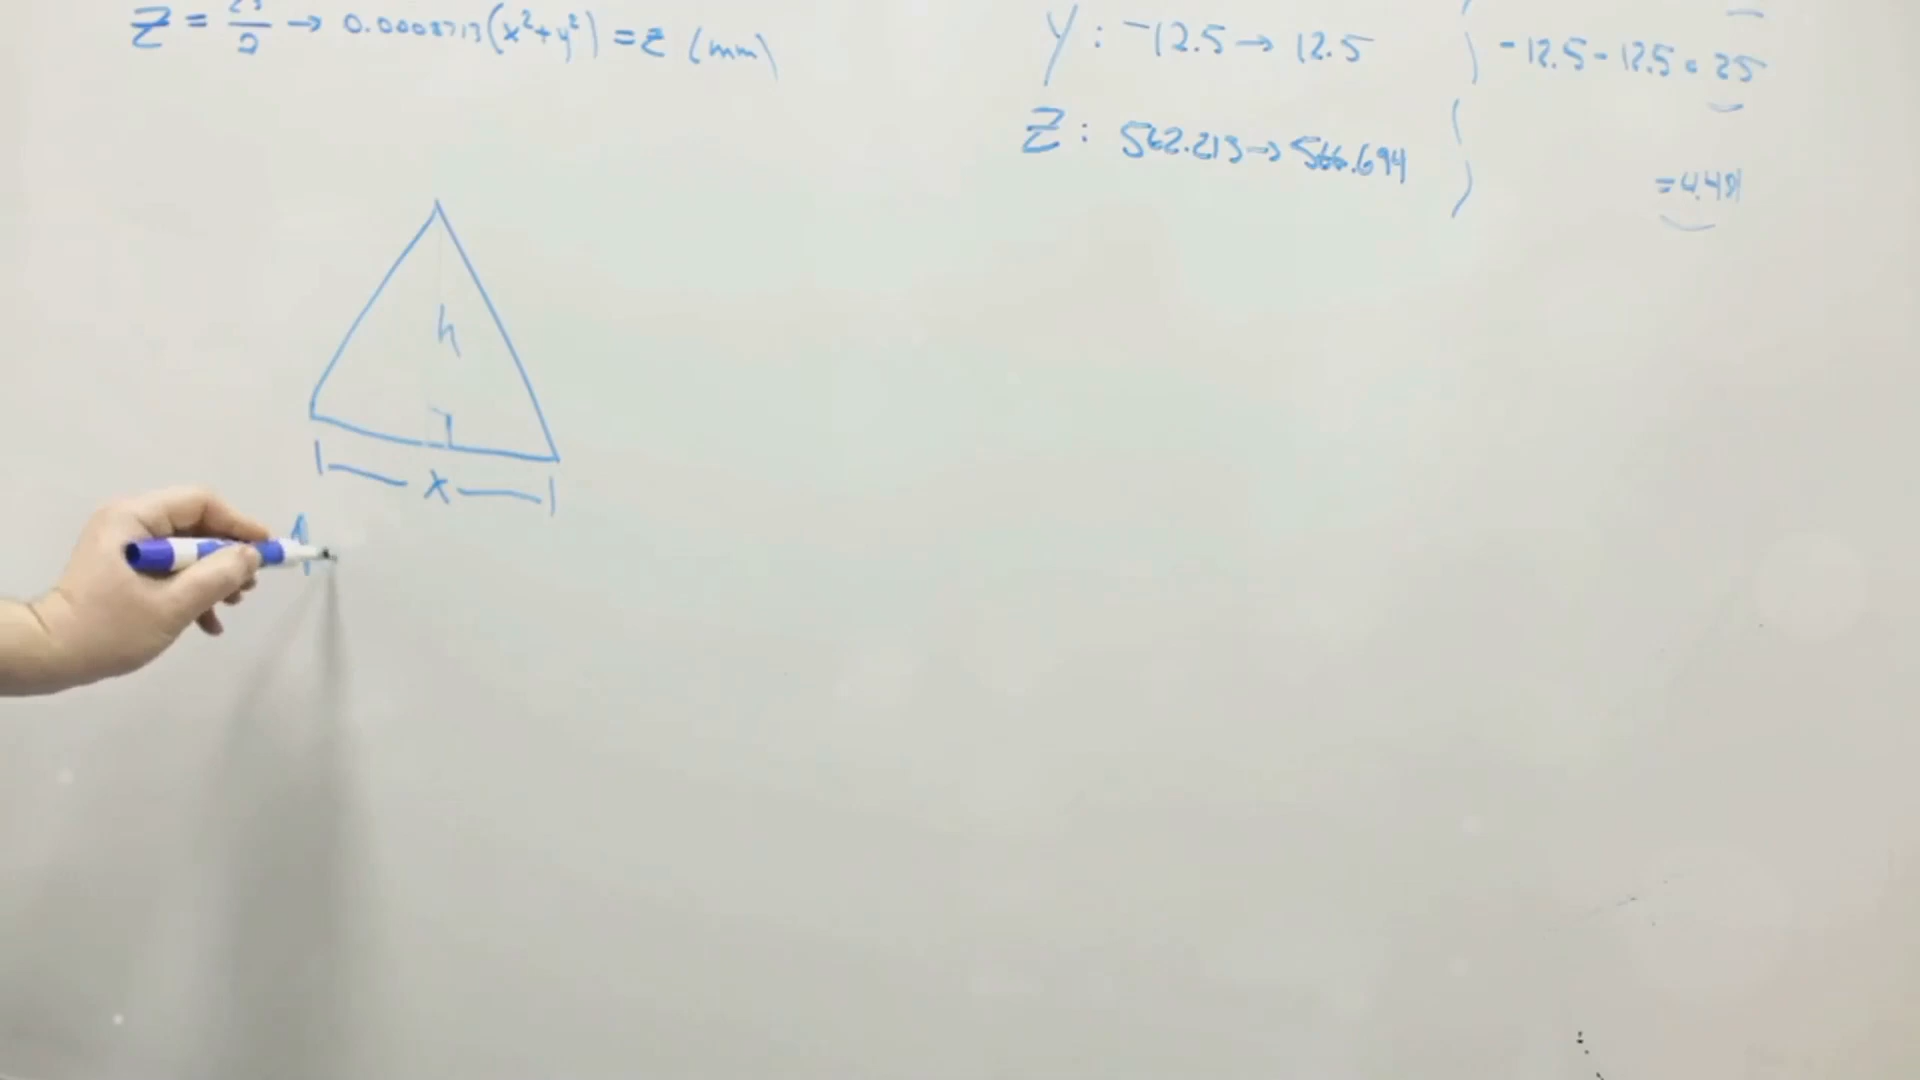 Z = /2 → 0.0008713(x²+y²) = z (mm)
Y: -12.5 → 12.5
-12.5 - 12.5 = 25
Z: 562.213 → 566.694
= 4.481
h
x
A